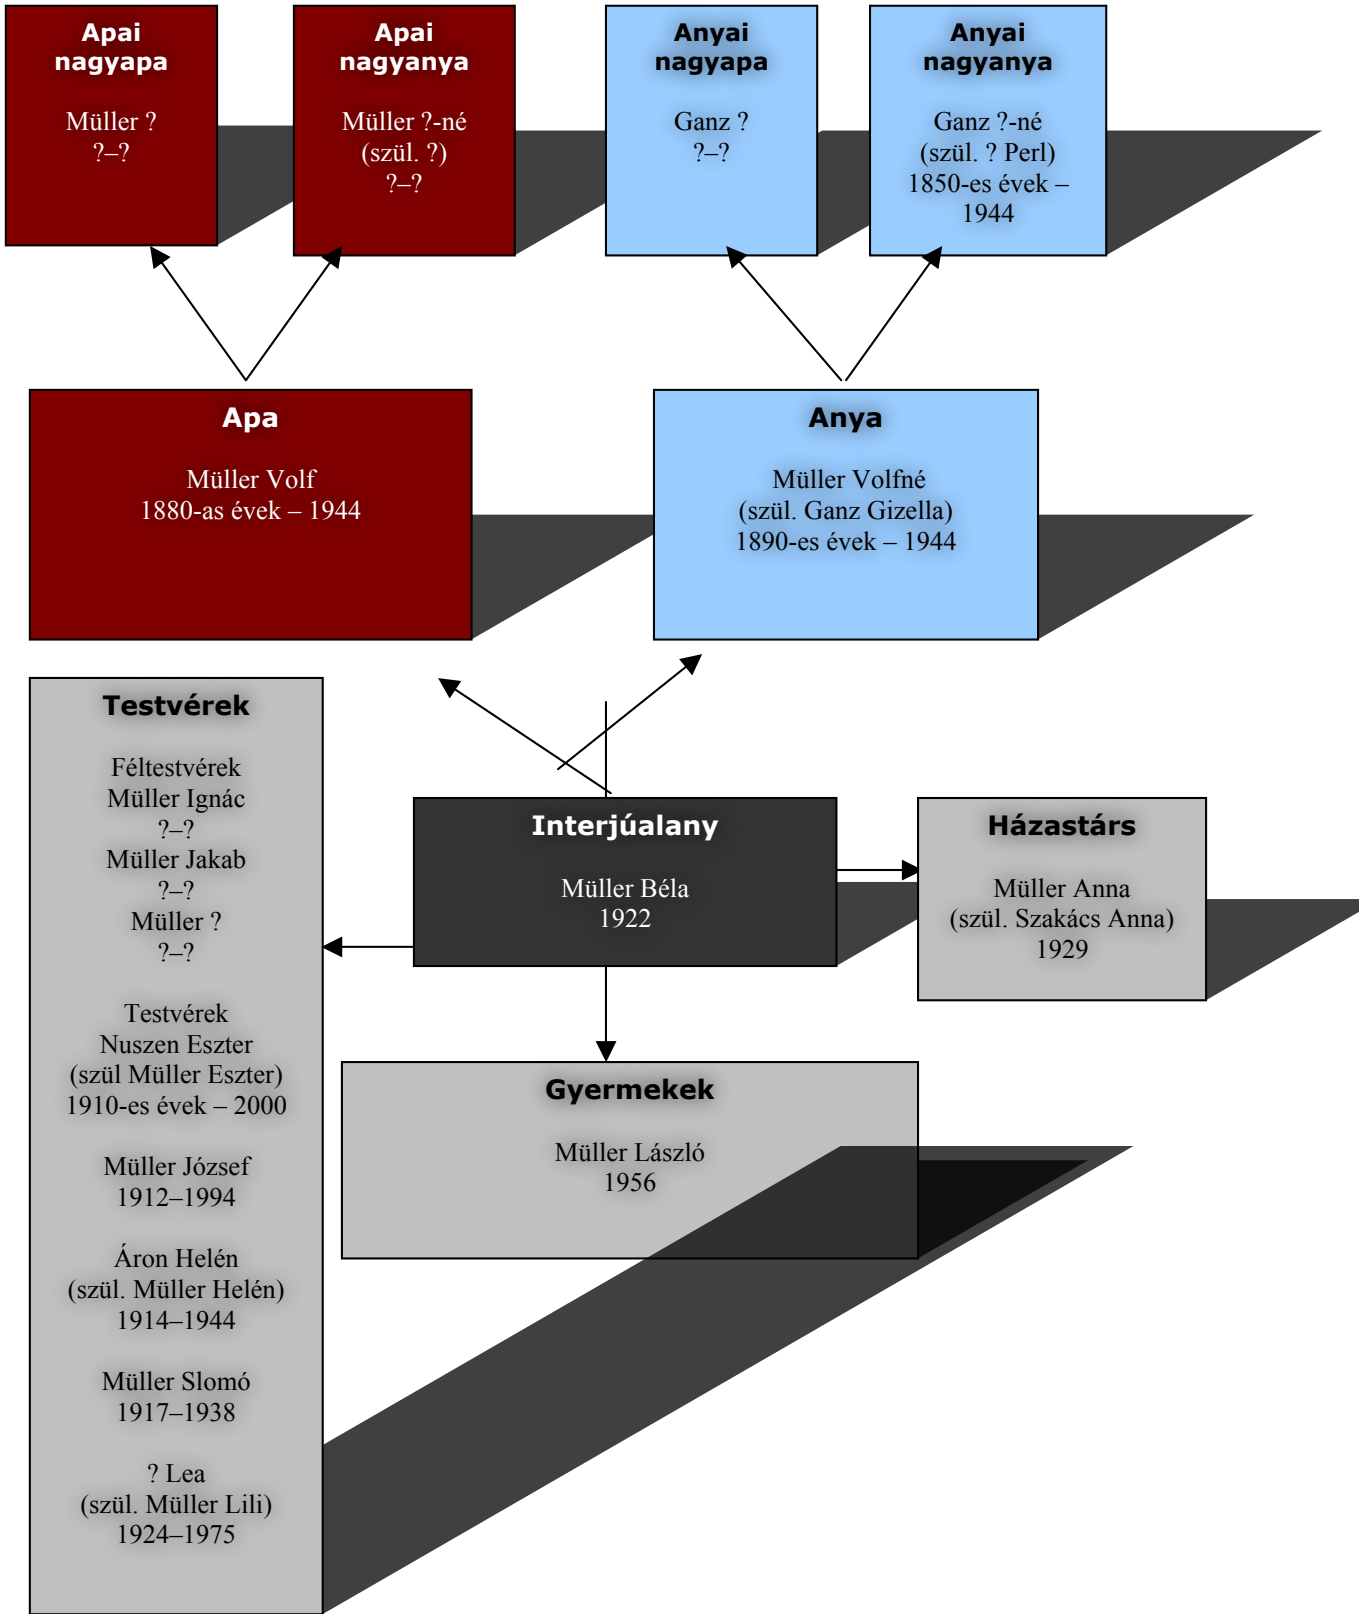 Apai
nagyapa
Müller ?
?–?
Apai
nagyanya
Müller ?-né
(szül. ?)
?–?
Anyai
nagyapa
Ganz ?
?–?
Anyai
nagyanya
Ganz ?-né
(szül. ? Perl)
1850-es évek –
1944
Apa
Müller Volf
1880-as évek – 1944
Anya
Müller Volfné
(szül. Ganz Gizella)
1890-es évek – 1944
Testvérek
Féltestvérek
Müller Ignác
?–?
Müller Jakab
?–?
Müller ?
?–?
Testvérek
Nuszen Eszter
(szül Müller Eszter)
1910-es évek – 2000
Müller József
1912–1994
Áron Helén
(szül. Müller Helén)
1914–1944
Müller Slomó
1917–1938
? Lea
(szül. Müller Lili)
1924–1975
Interjúalany
Müller Béla
1922
Házastárs
Müller Anna
(szül. Szakács Anna)
1929
Gyermekek
Müller László
1956